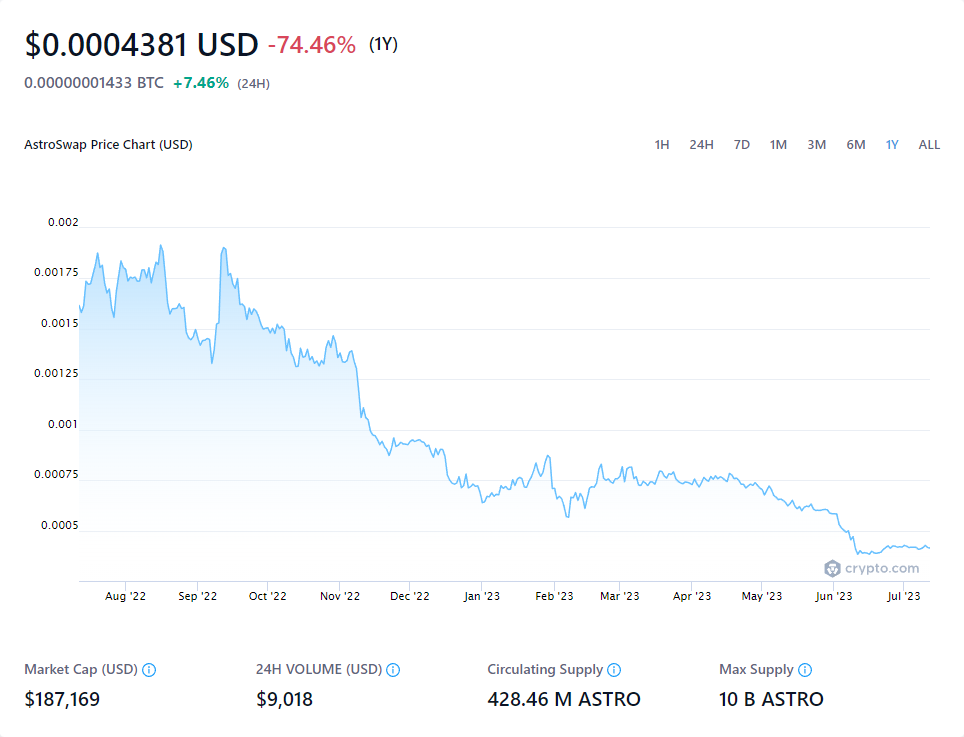 $0.0004381 USD -74.46% (1Y)
0.00000001433 BTC +7.46% (24H)
AstroSwap Price Chart (USD) 1H 24H 7D 1M 3M 6M 1Y ALL
0.002
0.00175
0.0015
0.00125
0.001
0.00075
0.0005
crypto.com
Aug '22 Sep '22 Oct '22 Nov '22 Dec '22 Jan '23 Feb '23 Mar '23 Apr '23 May '23 Jun '23 Jul '23
Market Cap (USD) 24H VOLUME (USD) Circulating Supply Max Supply
$187,169 $9,018 428.46 M ASTRO 10 B ASTRO